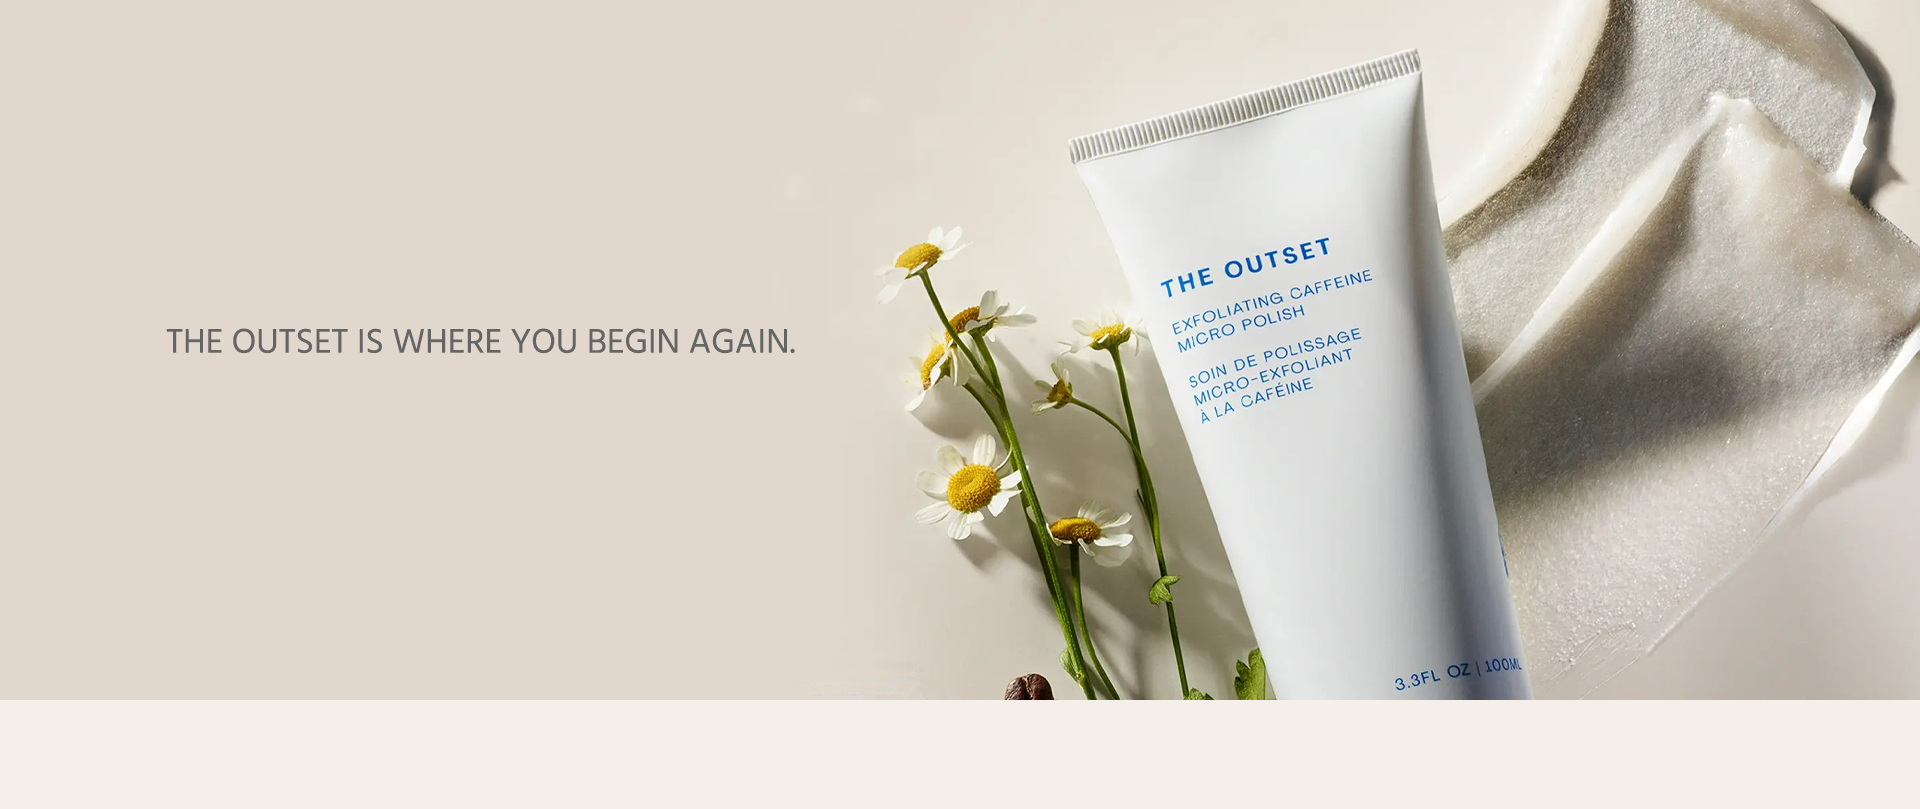 THE OUTSET IS WHERE YOU BEGIN AGAIN.
THE OUTSET
EXFOLIATING CAFFEINE
MICRO POLISH
SOIN DE POLISSAGE
MICRO-EXFOLIANT
À LA CAFÉINE
3.3FL OZ | 100ML